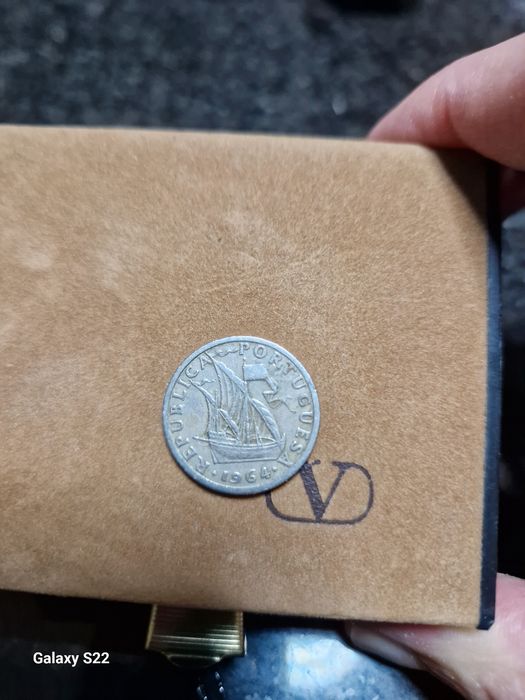 REPUBLICA PORTUGUESA
·1964·
V
Galaxy S22